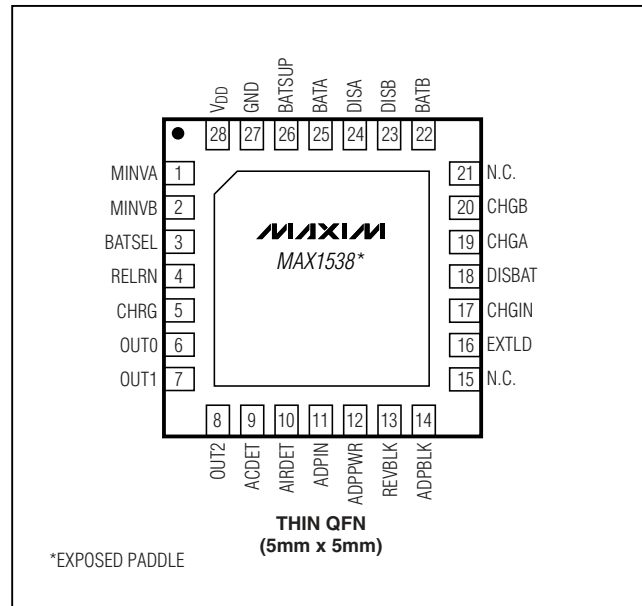 VDD
GND
BATSUP
BATA
DISA
DISB
BATB
28 27 26 25 24 23 22
MINVA 1
MINVB 2
BATSEL 3
RELRN 4
CHRG 5
OUT0 6
OUT1 7
MAXIM
MAX1538*
21 N.C.
20 CHGB
19 CHGA
18 DISBAT
17 CHGIN
16 EXTLD
15 N.C.
8 9 10 11 12 13 14
OUT2
ACDET
AIRDET
ADPIN
ADPPWR
REVBLK
ADPBLK
THIN QFN
(5mm x 5mm)
*EXPOSED PADDLE